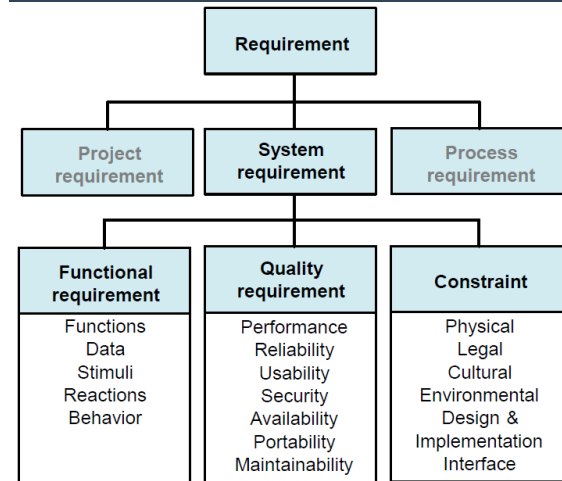 Requirement
Project
requirement
System
requirement
Process
requirement
Functional
requirement
Functions
Data
Stimuli
Reactions
Behavior
Quality
requirement
Performance
Reliability
Usability
Security
Availability
Portability
Maintainability
Constraint
Physical
Legal
Cultural
Environmental
Design &
Implementation
Interface